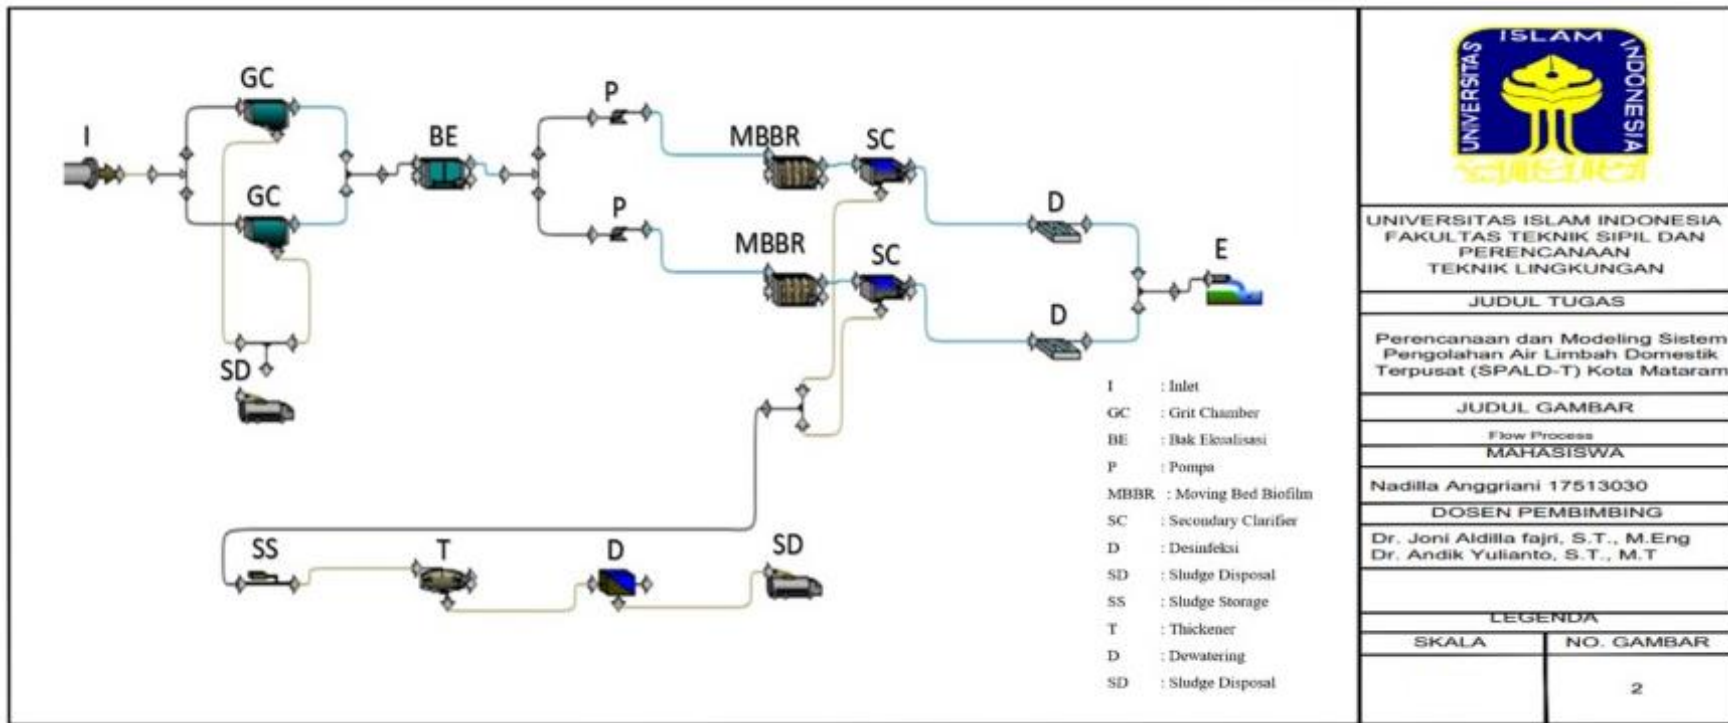 GC
I
GC
SD
BE
P
P
MBBR
SC
MBBR
SC
D
D
E
SS
T
D
SD
I : Inlet
GC : Grit Chamber
BE : Bak Ekualisasi
P : Pompa
MBBR : Moving Bed Biofilm
SC : Secondary Clarifier
D : Desinfeksi
SD : Sludge Disposal
SS : Sludge Storage
T : Thickener
D : Dewatering
SD : Sludge Disposal
UNIVERSITAS ISLAM INDONESIA
UNIVERSITAS ISLAM INDONESIA
FAKULTAS TEKNIK SIPIL DAN
PERENCANAAN
TEKNIK LINGKUNGAN
JUDUL TUGAS
Perencanaan dan Modeling Sistem
Pengolahan Air Limbah Domestik
Terpusat (SPALD-T) Kota Mataram
JUDUL GAMBAR
Flow Process
MAHASISWA
Nadilla Anggriani 17513030
DOSEN PEMBIMBING
Dr. Joni Aldilla fajri, S.T., M.Eng
Dr. Andik Yulianto, S.T., M.T
LEGENDA
SKALA NO. GAMBAR
2